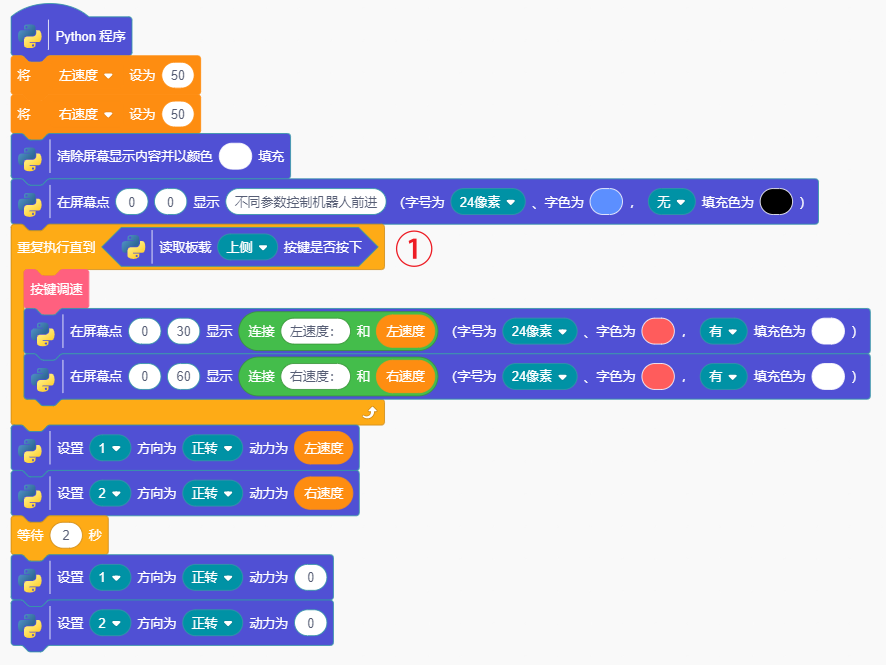 Python 程序
将 左速度 设为 50
将 右速度 设为 50
清除屏幕显示内容并以颜色 填充
在屏幕点 0 0 显示 不同参数控制机器人前进 (字号为 24像素 、字色为 , 无 填充色为 )
重复执行直到 读取板载 上侧 按键是否按下 ①
按键调速
在屏幕点 0 30 显示 连接 左速度: 和 左速度 (字号为 24像素 、字色为 , 有 填充色为 )
在屏幕点 0 60 显示 连接 右速度: 和 右速度 (字号为 24像素 、字色为 , 有 填充色为 )
设置 1 方向为 正转 动力为 左速度
设置 2 方向为 正转 动力为 右速度
等待 2 秒
设置 1 方向为 正转 动力为 0
设置 2 方向为 正转 动力为 0